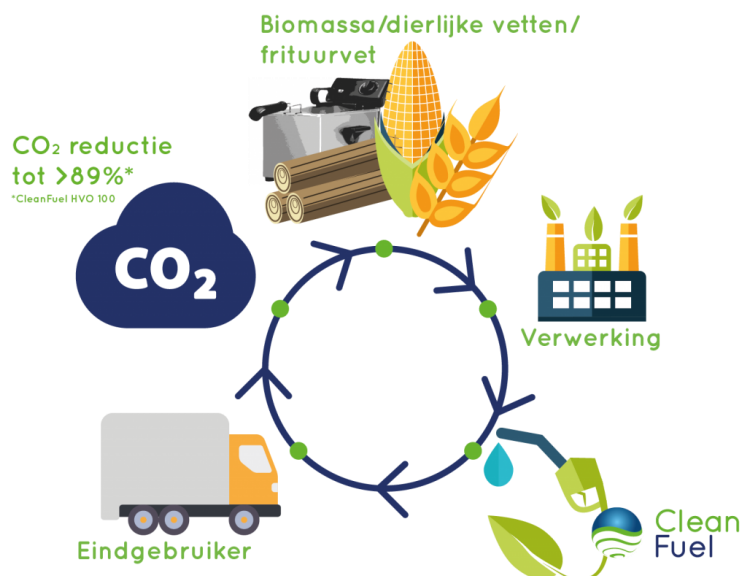 Biomassa/dierlijke vetten/
frituurvet
CO₂ reductie
tot >89%*
*CleanFuel HVO 100
CO₂
Verwerking
Clean
Fuel
Eindgebruiker